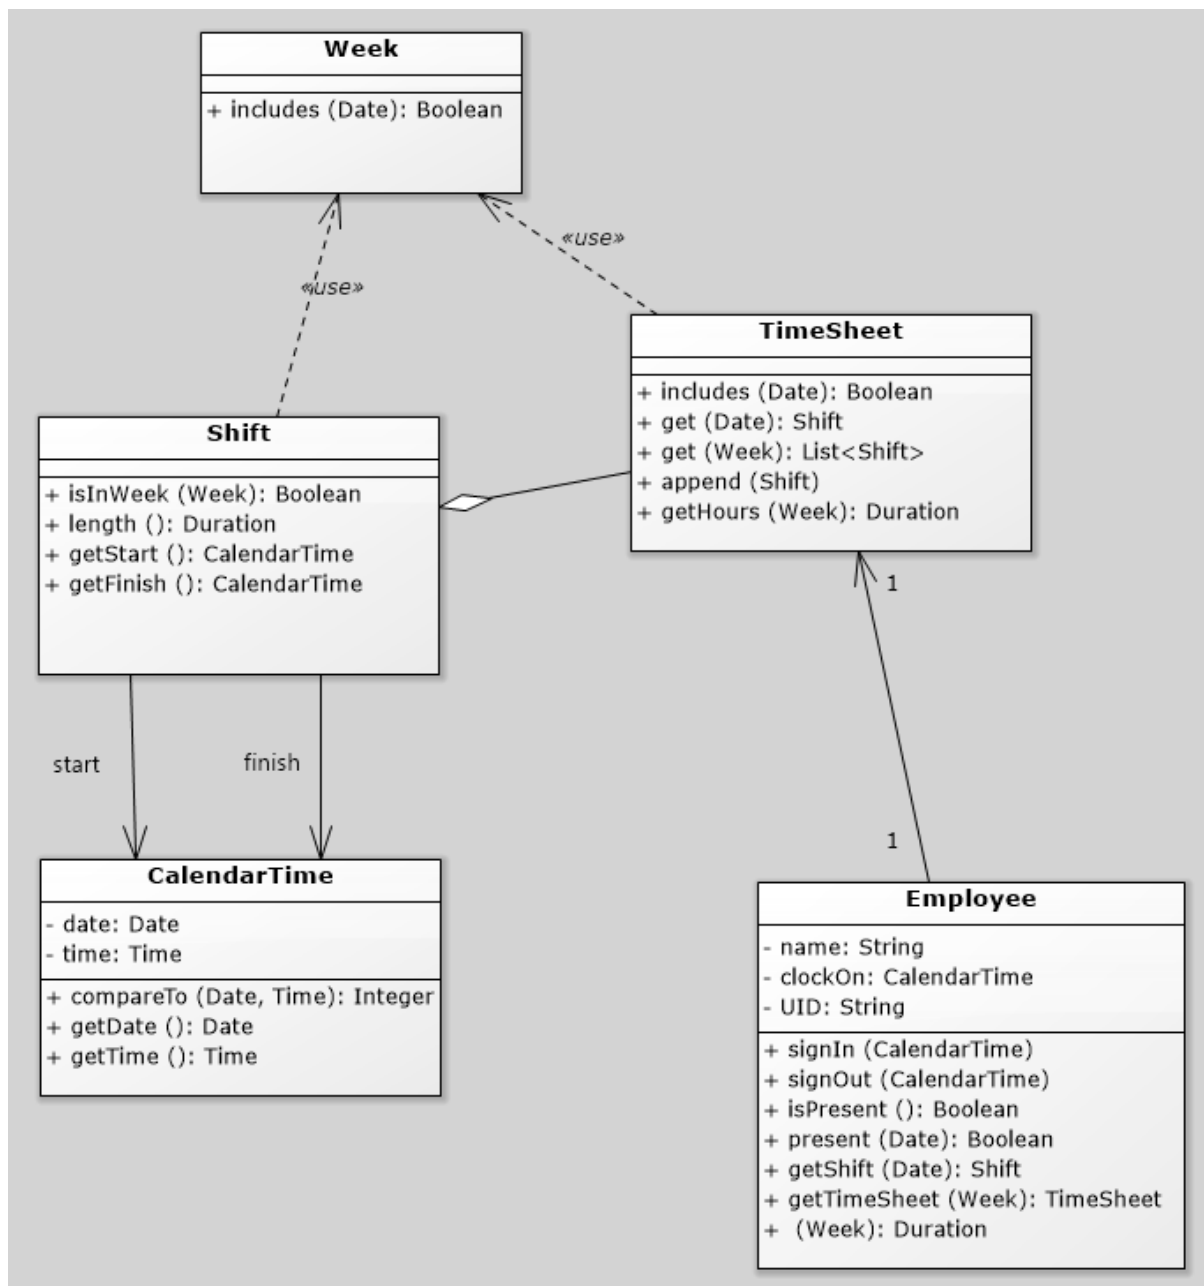 Week
+ includes (Date): Boolean
«use»
«use»
TimeSheet
+ includes (Date): Boolean
+ get (Date): Shift
+ get (Week): List<Shift>
+ append (Shift)
+ getHours (Week): Duration
Shift
+ isInWeek (Week): Boolean
+ length (): Duration
+ getStart (): CalendarTime
+ getFinish (): CalendarTime
1
start
finish
1
CalendarTime
- date: Date
- time: Time
+ compareTo (Date, Time): Integer
+ getDate (): Date
+ getTime (): Time
Employee
- name: String
- clockOn: CalendarTime
- UID: String
+ signIn (CalendarTime)
+ signOut (CalendarTime)
+ isPresent (): Boolean
+ present (Date): Boolean
+ getShift (Date): Shift
+ getTimeSheet (Week): TimeSheet
+ (Week): Duration